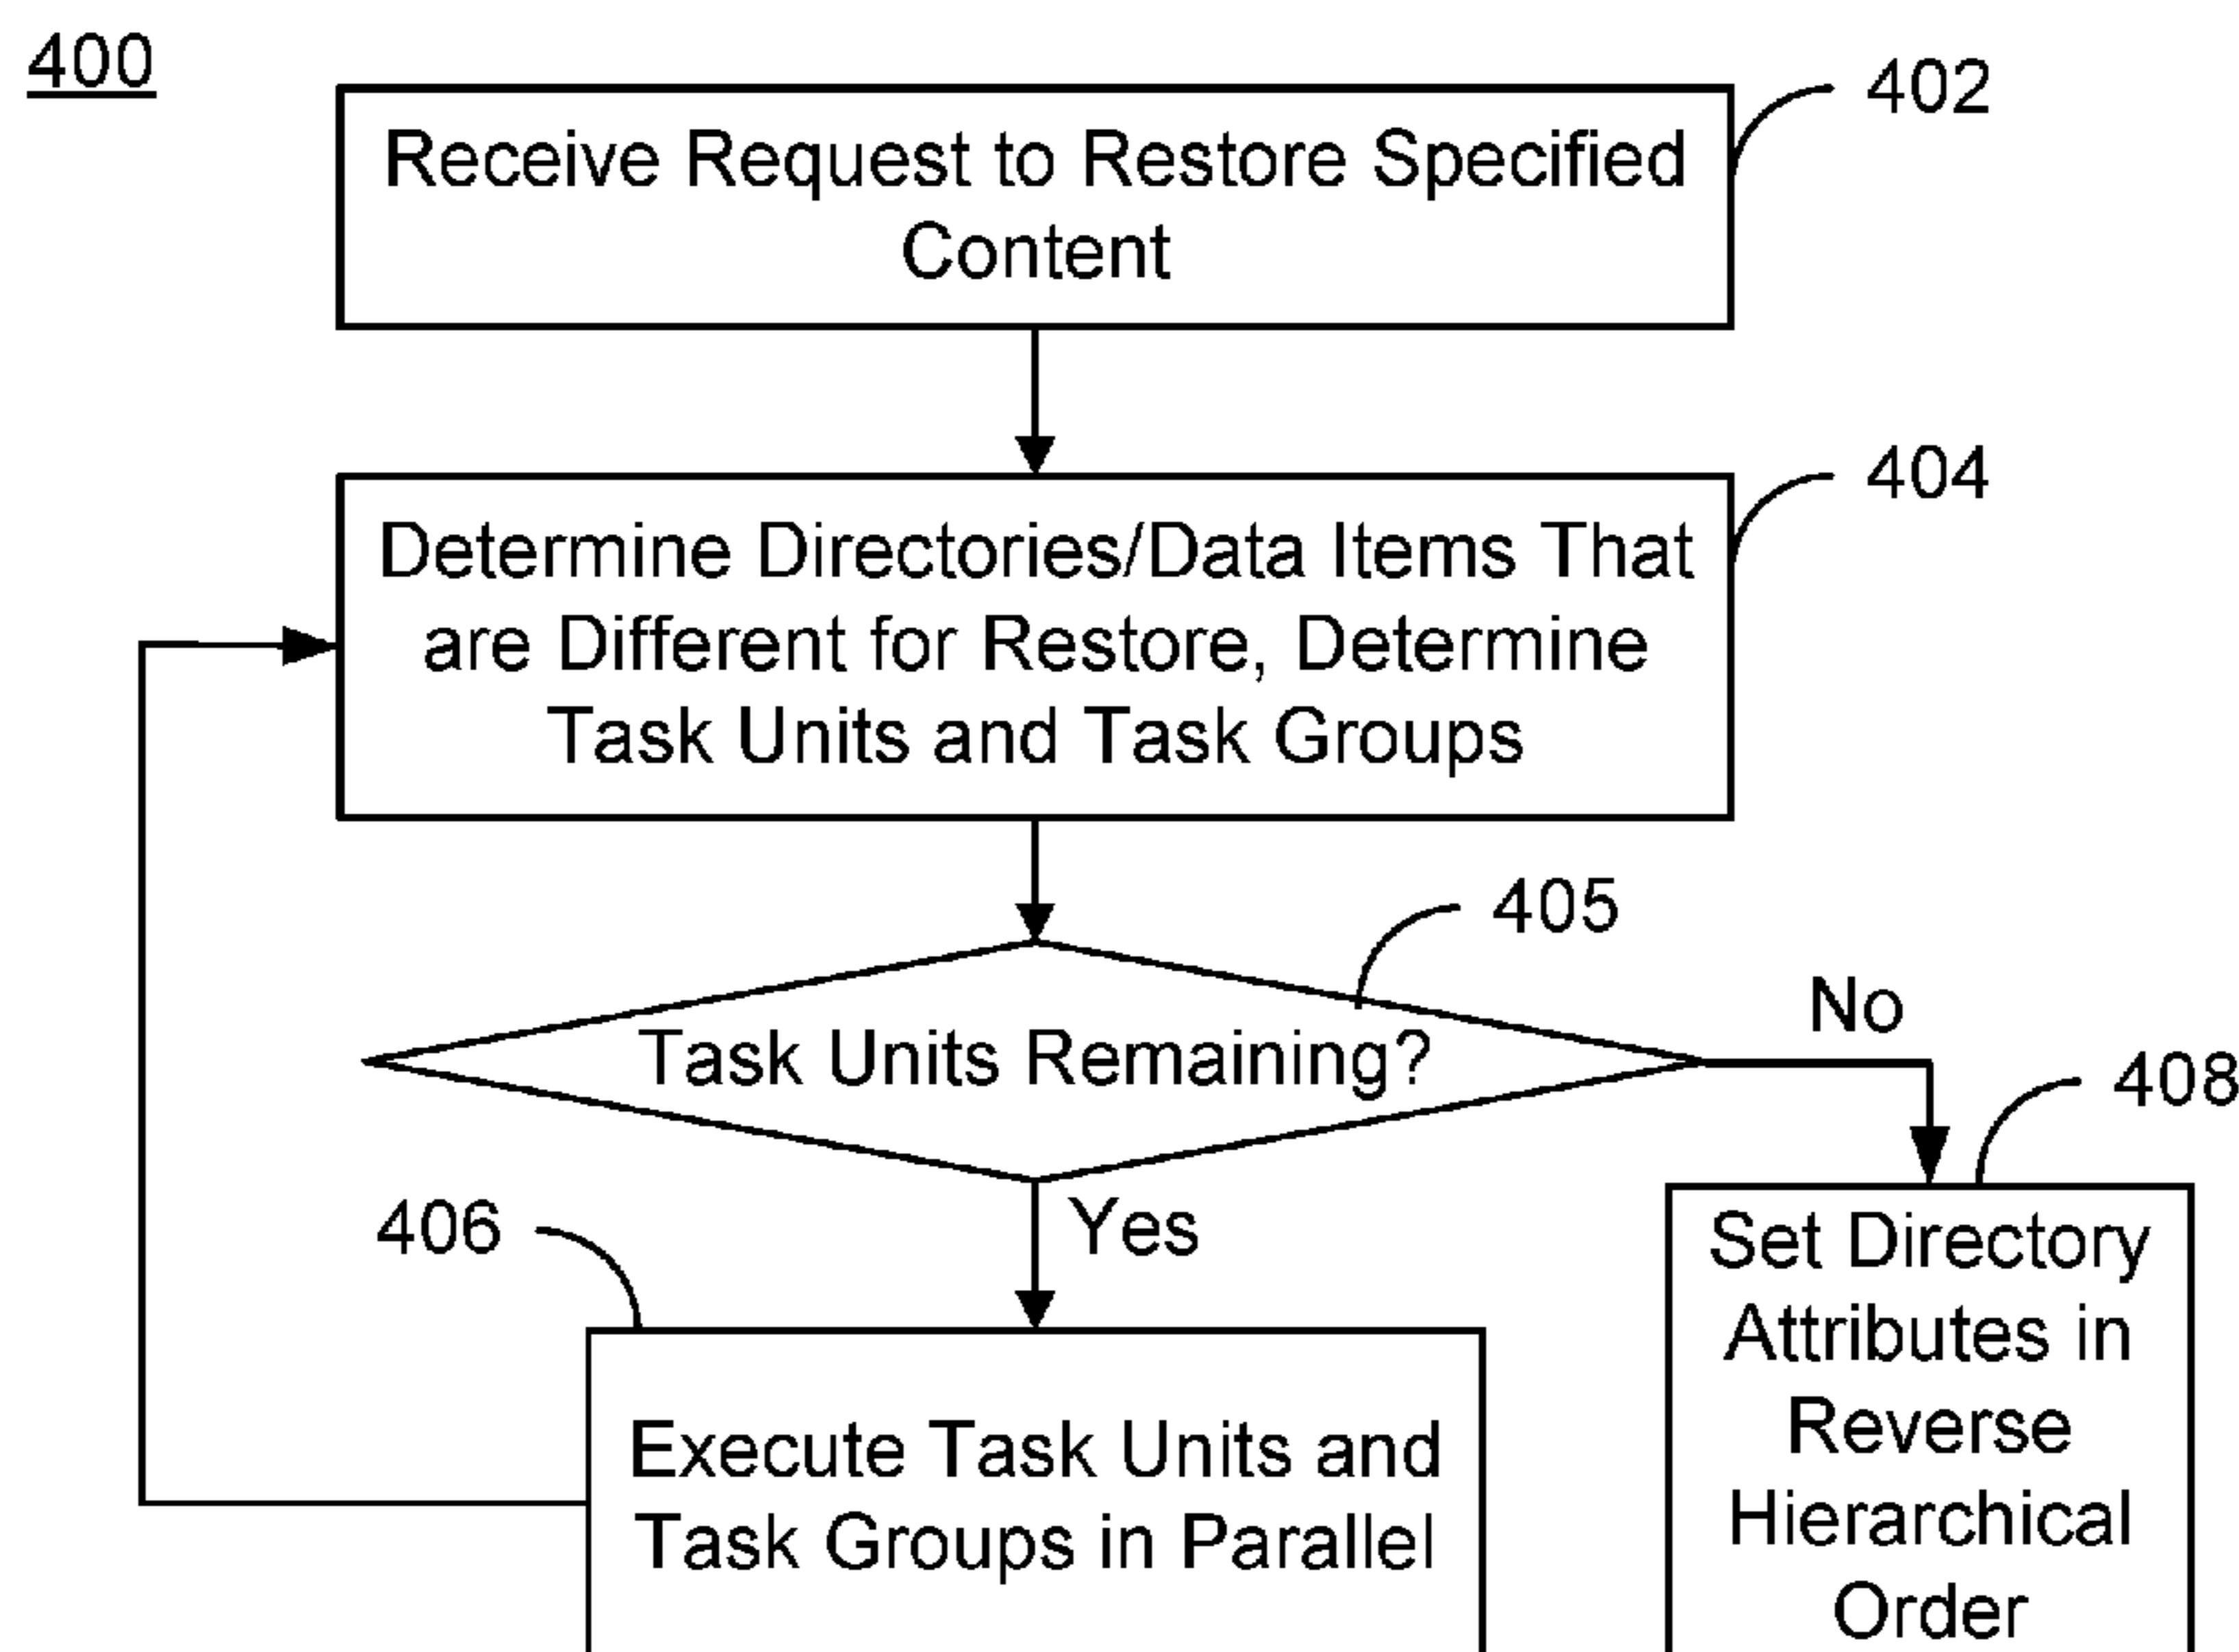 400
402
Receive Request to Restore Specified
Content
404
Determine Directories/Data Items That
are Different for Restore, Determine
Task Units and Task Groups
405
Task Units Remaining?
No
408
406
Yes
Set Directory
Attributes in
Reverse
Hierarchical
Order
Execute Task Units and
Task Groups in Parallel